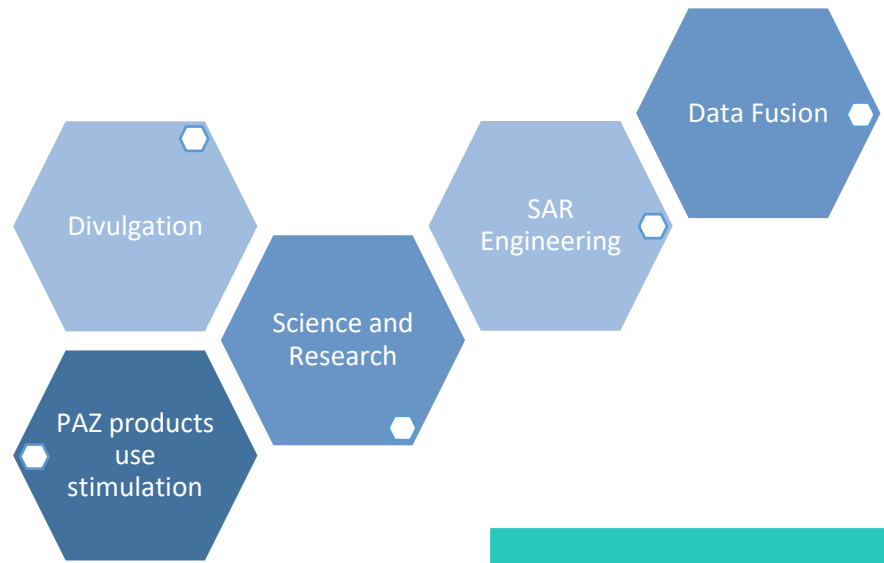 Data Fusion
Divulgation
SAR
Engineering
Science and
Research
PAZ products
use
stimulation